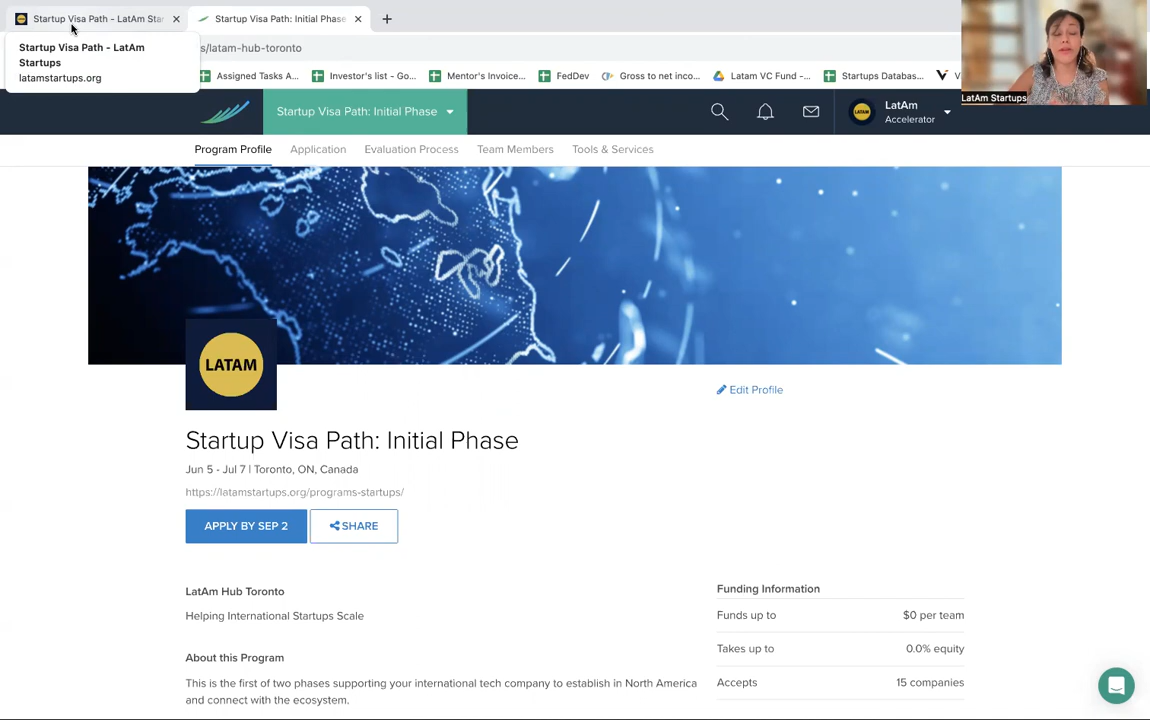 Startup Visa Path - LatAm Star
Startup Visa Path: Initial Phase
Startup Visa Path - LatAm
Startups
latamstartups.org
s/latam-hub-toronto
Assigned Tasks A...
Investor's list - Go...
Mentor's Invoice...
FedDev
Gross to net inco...
Latam VC Fund –...
Startups Databas...
LatAm Startups
Startup Visa Path: Initial Phase
LatAm
Accelerator
LATAM
Program Profile
Application
Evaluation Process
Team Members
Tools & Services
LATAM
Edit Profile
Startup Visa Path: Initial Phase
Jun 5 - Jul 7 | Toronto, ON, Canada
https://latamstartups.org/programs-startups/
APPLY BY SEP 2
SHARE
LatAm Hub Toronto
Helping International Startups Scale
About this Program
This is the first of two phases supporting your international tech company to establish in North America
and connect with the ecosystem.
Funding Information
Funds up to $0 per team
Takes up to 0.0% equity
Accepts 15 companies